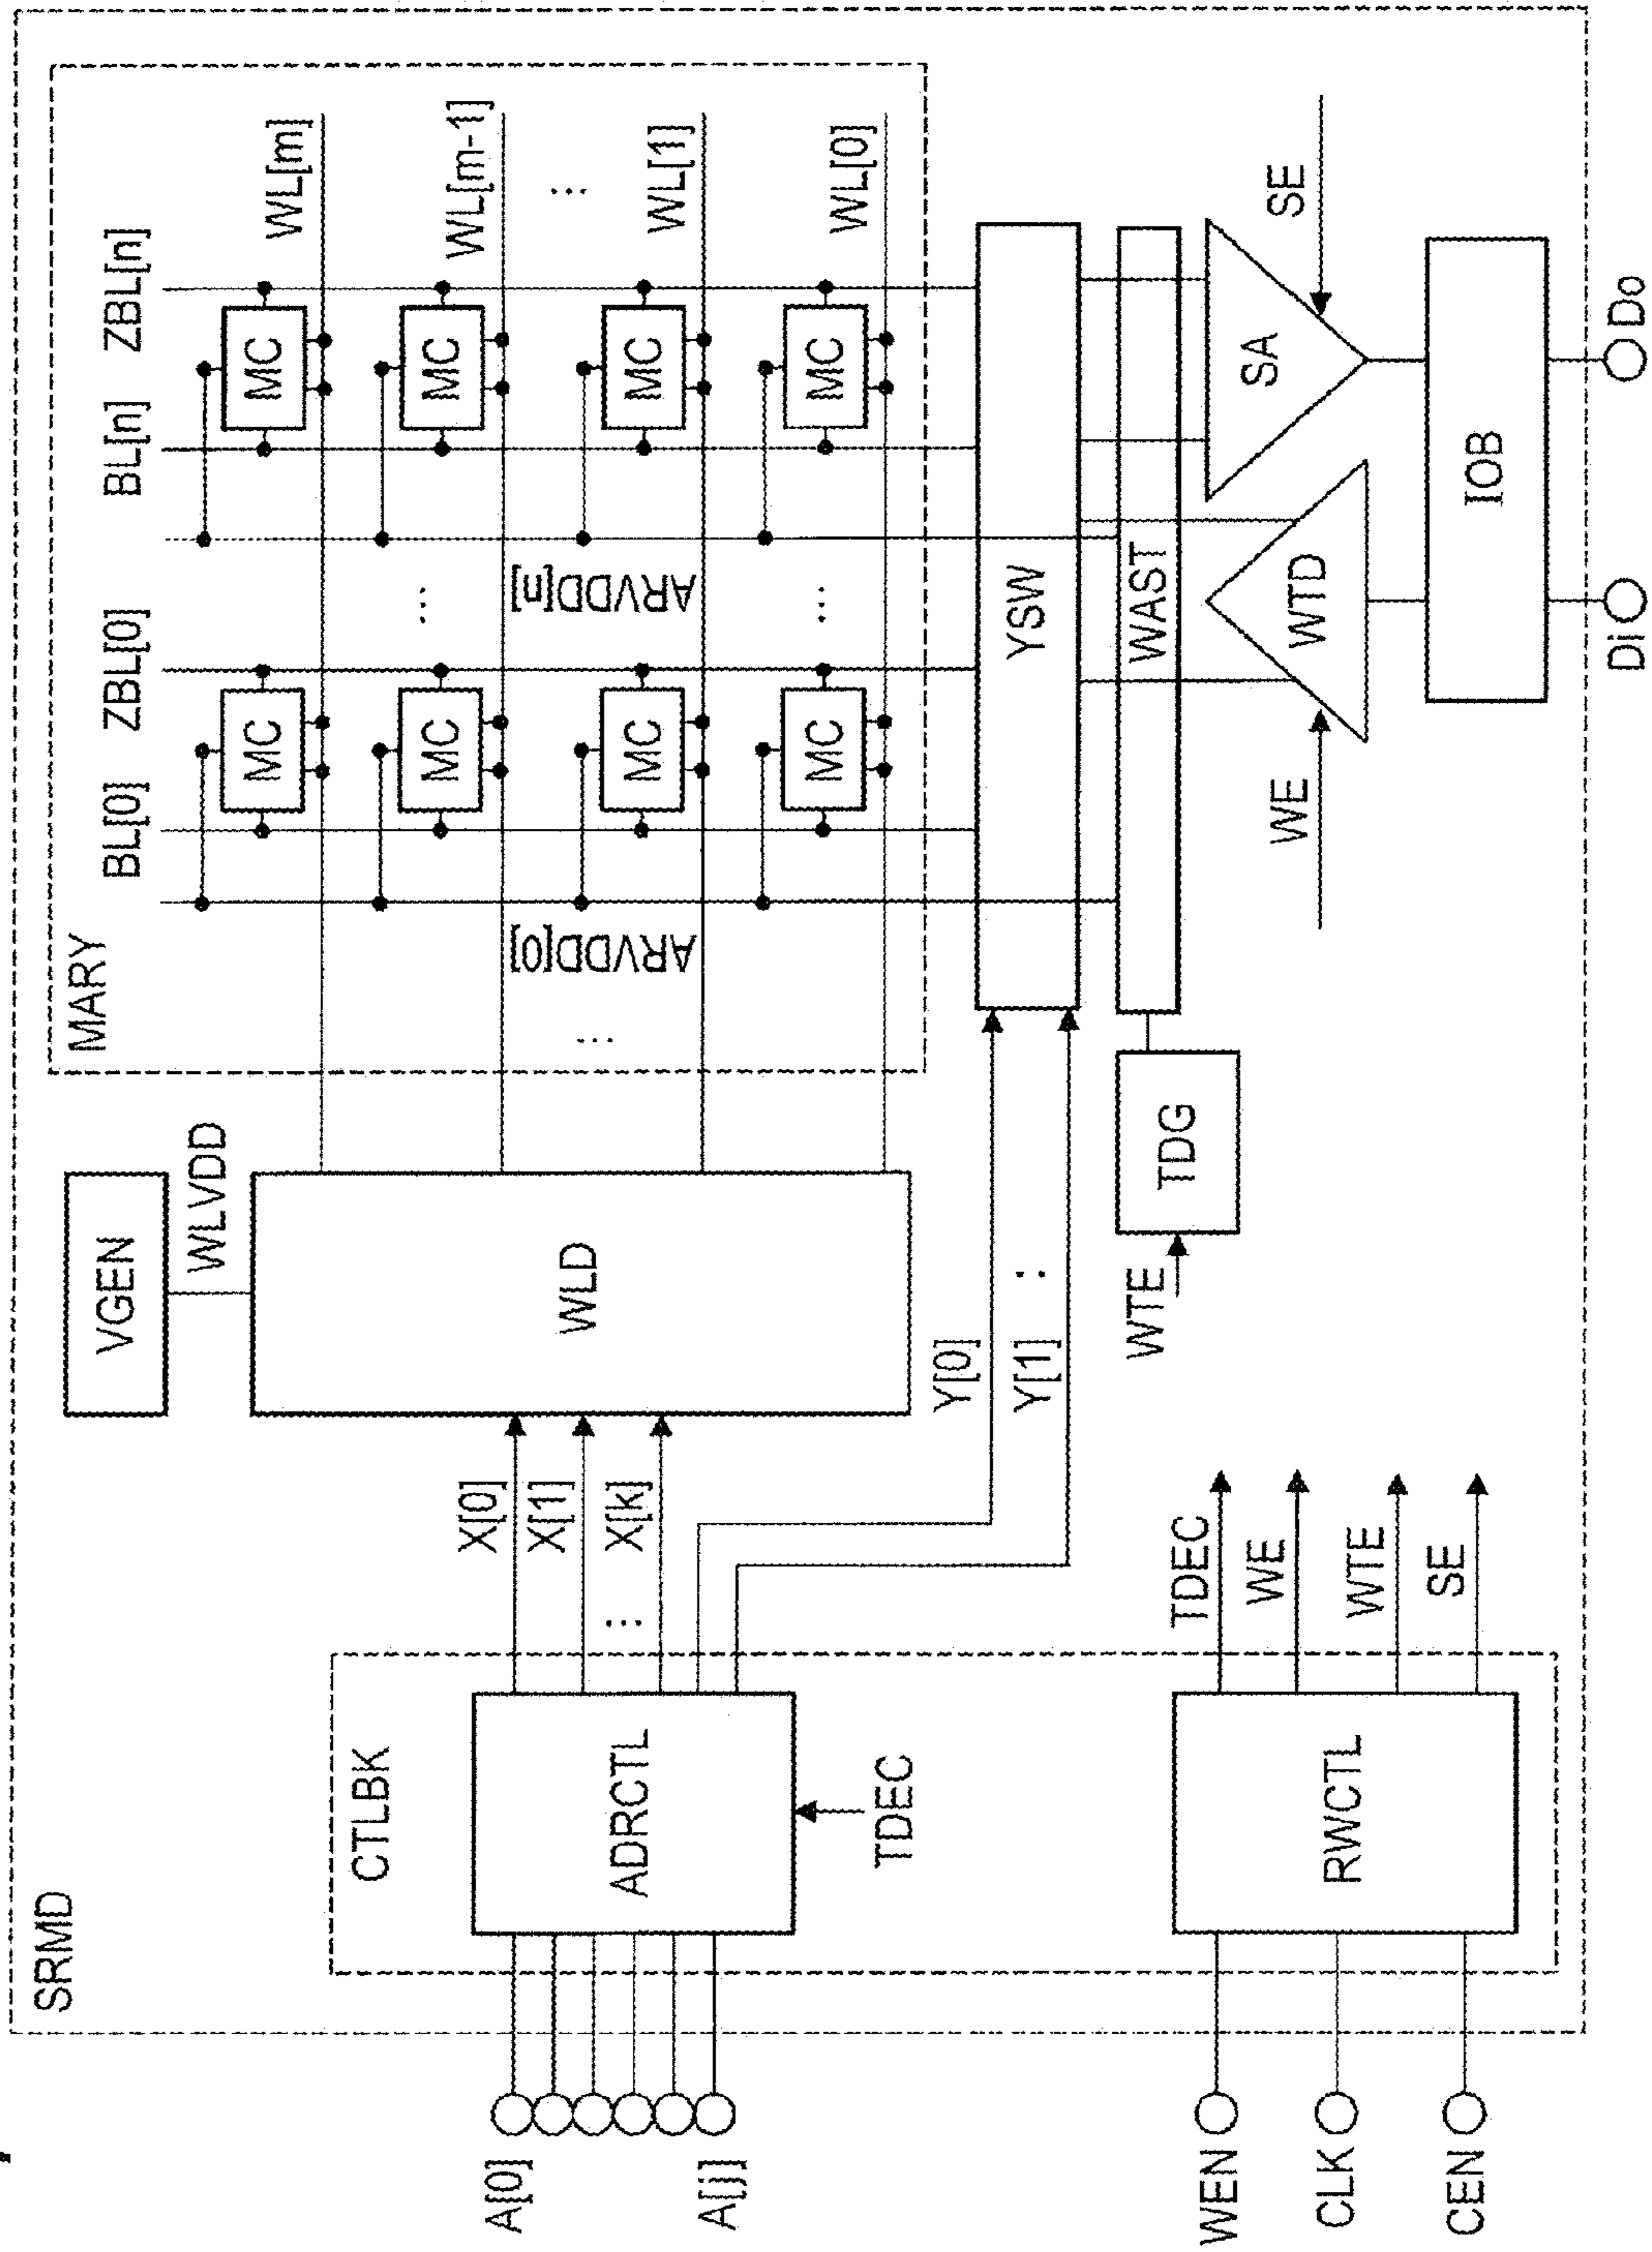 SRMD
MARY
BL[0]
ZBL[0]
BL[n]
ZBL[n]
VGEN
WLVDD
WLD
MC
MC
WL[m]
MC
MC
WL[m-1]
ARVDD[0]
...
ARVDD[n]
...
...
MC
MC
WL[1]
MC
...
MC
WL[0]
CTLBK
ADRCTL
TDEC
A[0]
A[j]
X[0]
X[1]
...
X[k]
Y[0]
Y[1]
:
YSW
WAST
TDG
WTE
WTD
WE
SA
SE
IOB
Di
Do
RWCTL
WEN
CLK
CEN
TDEC
WE
WTE
SE